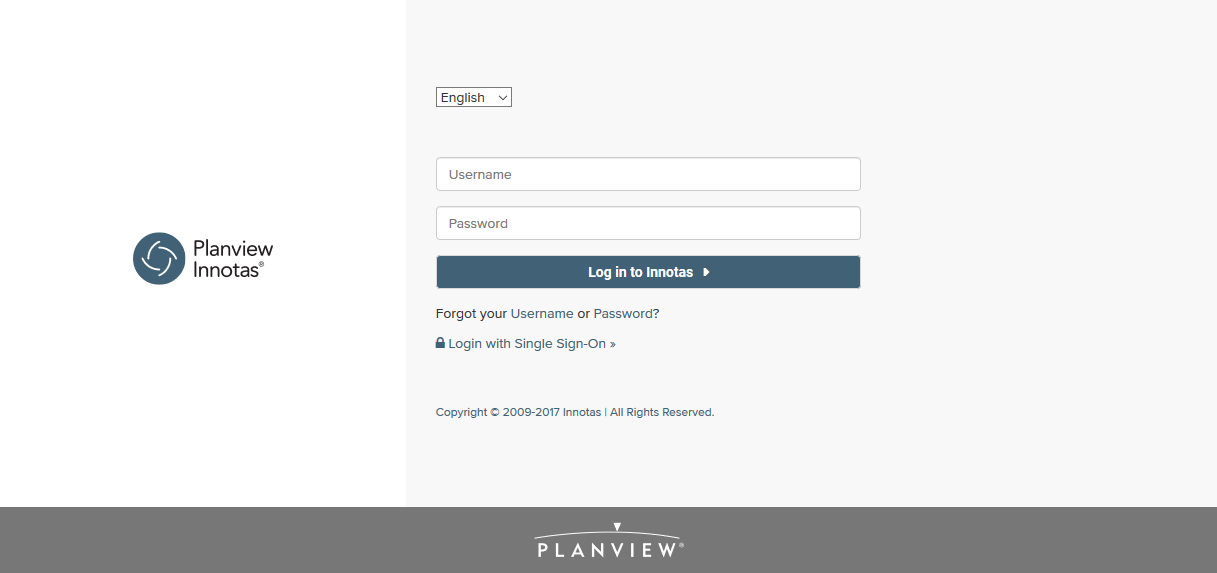 English
Username
Password
Planview
Innotas®
Log in to Innotas
Forgot your Username or Password?
Login with Single Sign-On »
Copyright © 2009-2017 Innotas | All Rights Reserved.
PLANVIEW®